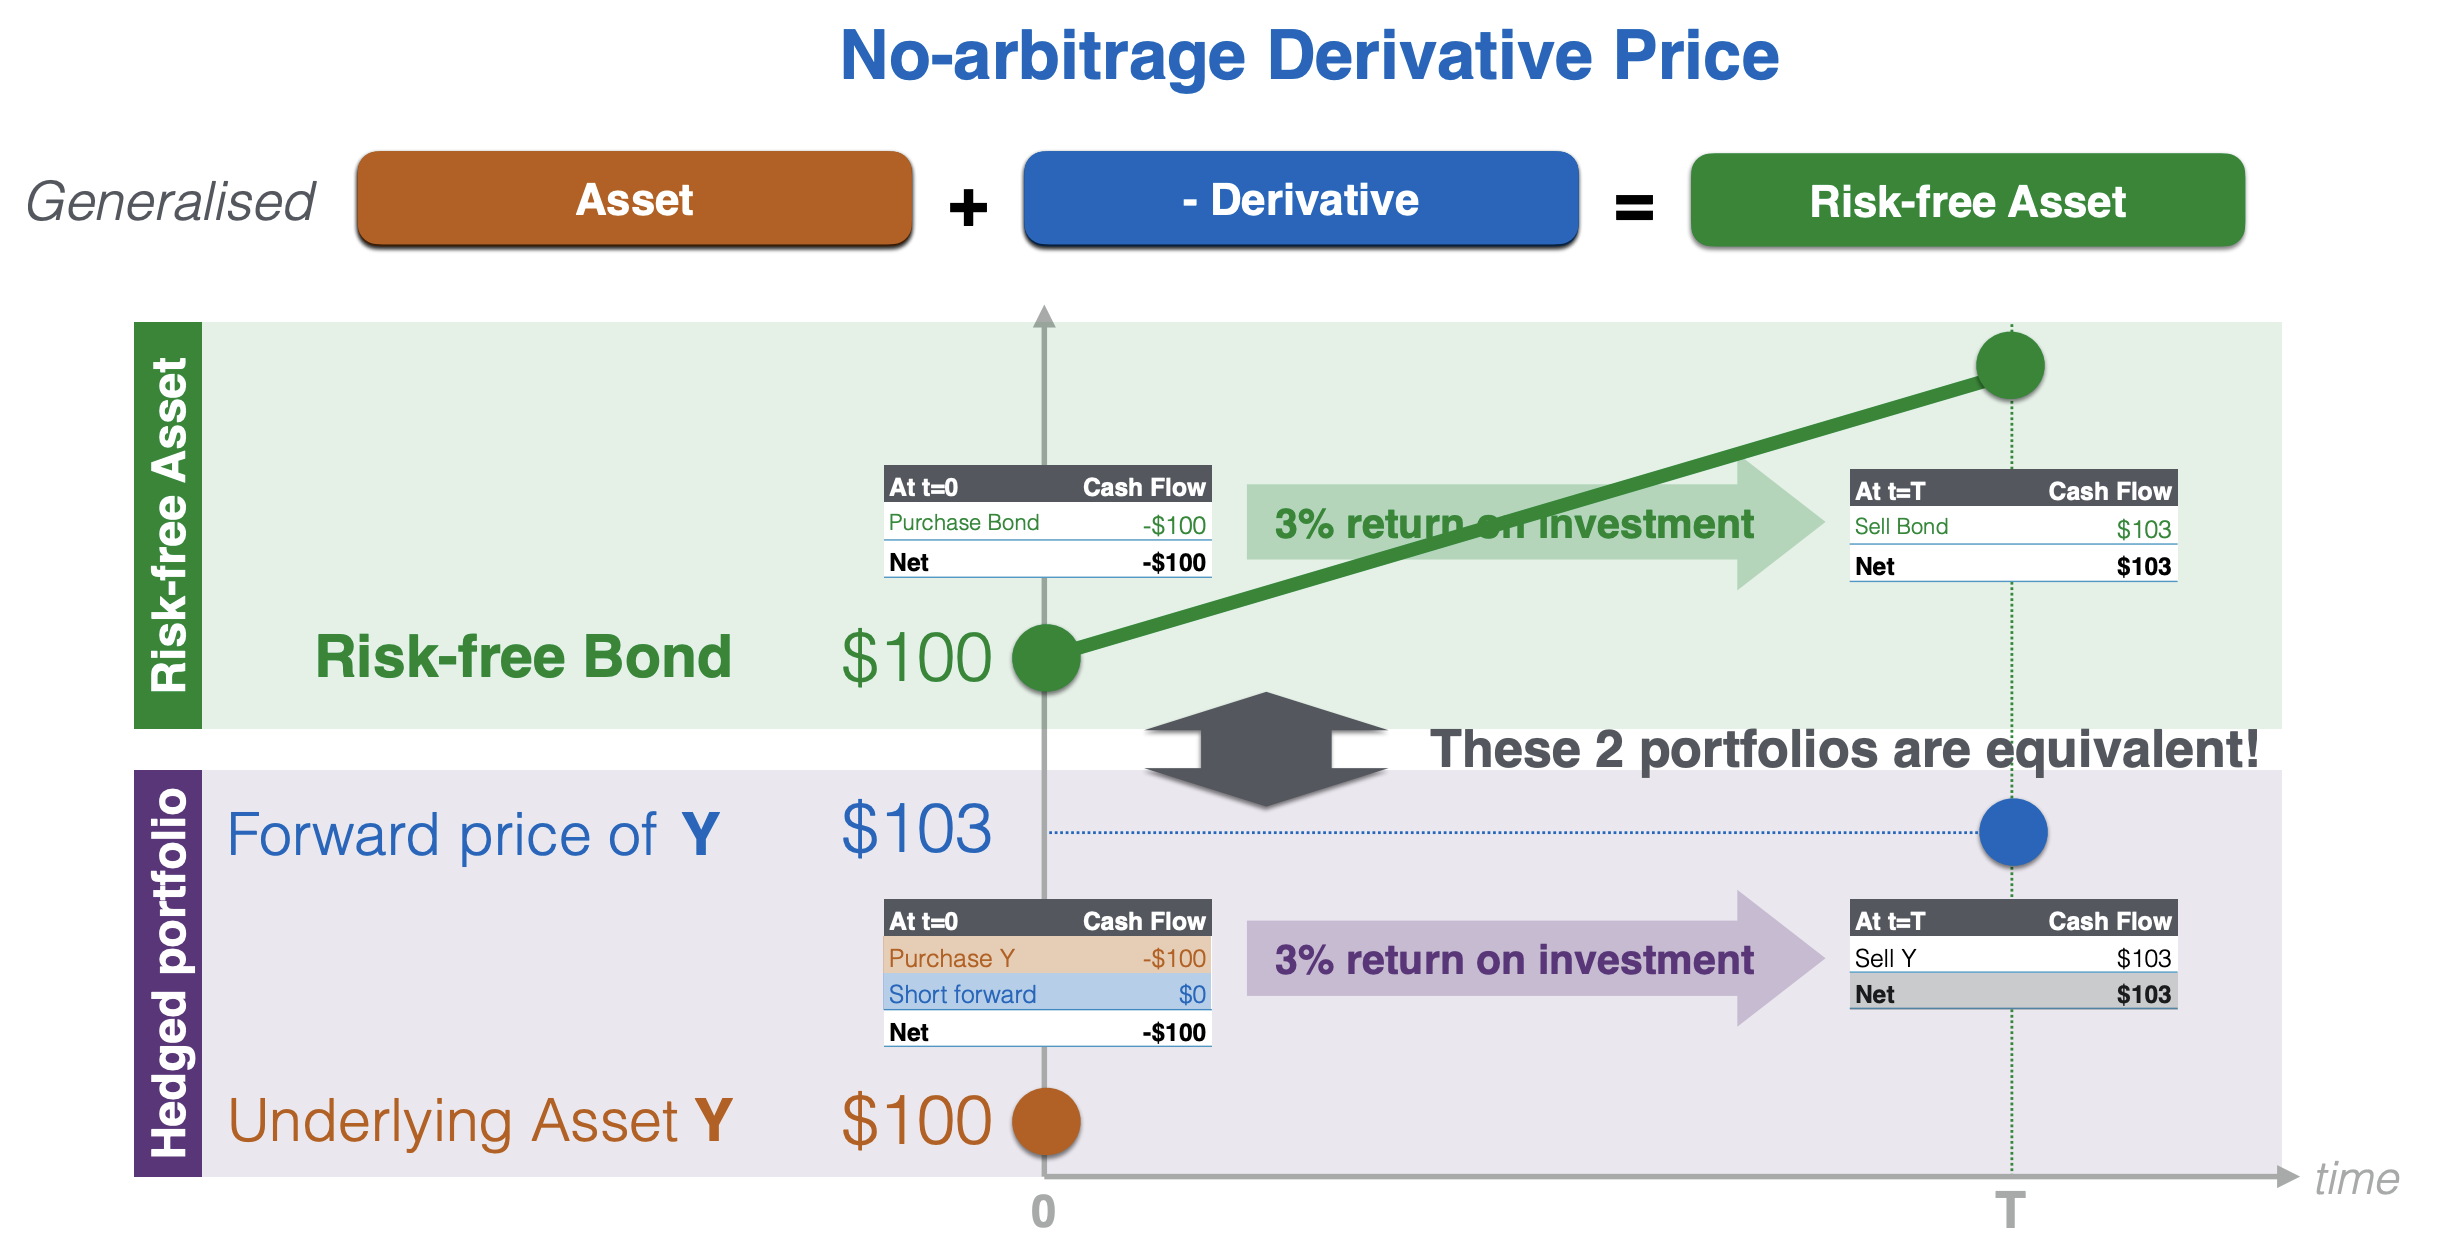 No-arbitrage Derivative Price
Generalised
Asset
+
- Derivative
=
Risk-free Asset
Risk-free Asset
At t=0 Cash Flow
Purchase Bond -$100
Net -$100
3% return on investment
At t=T Cash Flow
Sell Bond $103
Net $103
Risk-free Bond $100
These 2 portfolios are equivalent!
Hedged portfolio
Forward price of Y $103
At t=0 Cash Flow
Purchase Y -$100
Short forward $0
Net -$100
3% return on investment
At t=T Cash Flow
Sell Y $103
Net $103
Underlying Asset Y $100
time
0
T